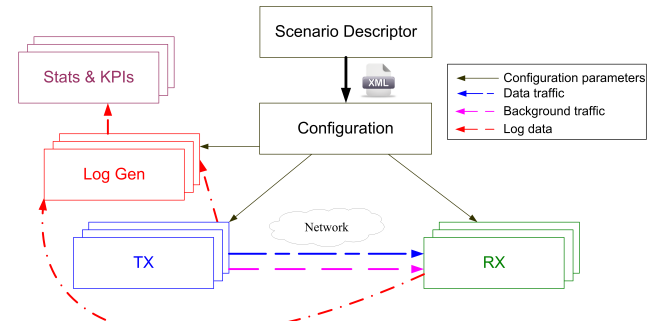 Scenario Descriptor
XML
Stats & KPIs
Configuration
Configuration parameters
Data traffic
Background traffic
Log data
Log Gen
Network
TX
RX